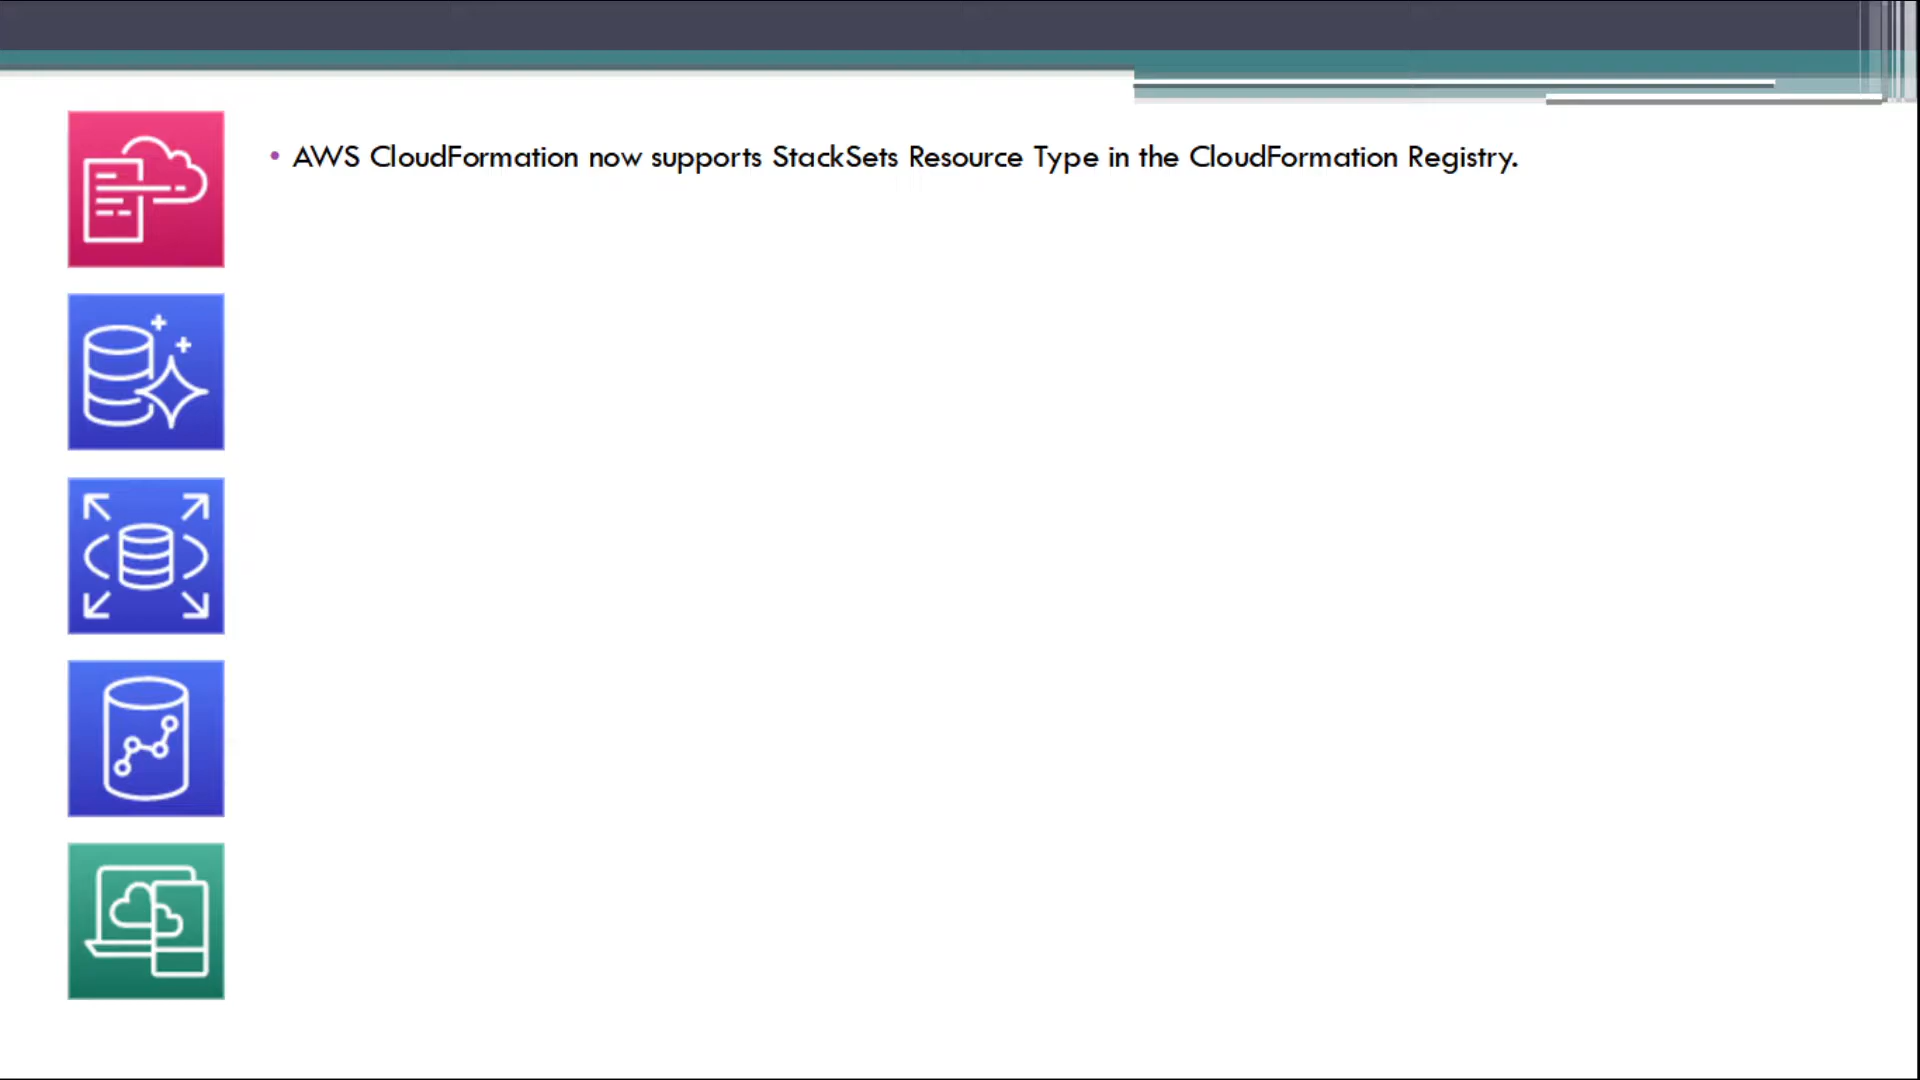 • AWS CloudFormation now supports StackSets Resource Type in the CloudFormation Registry.